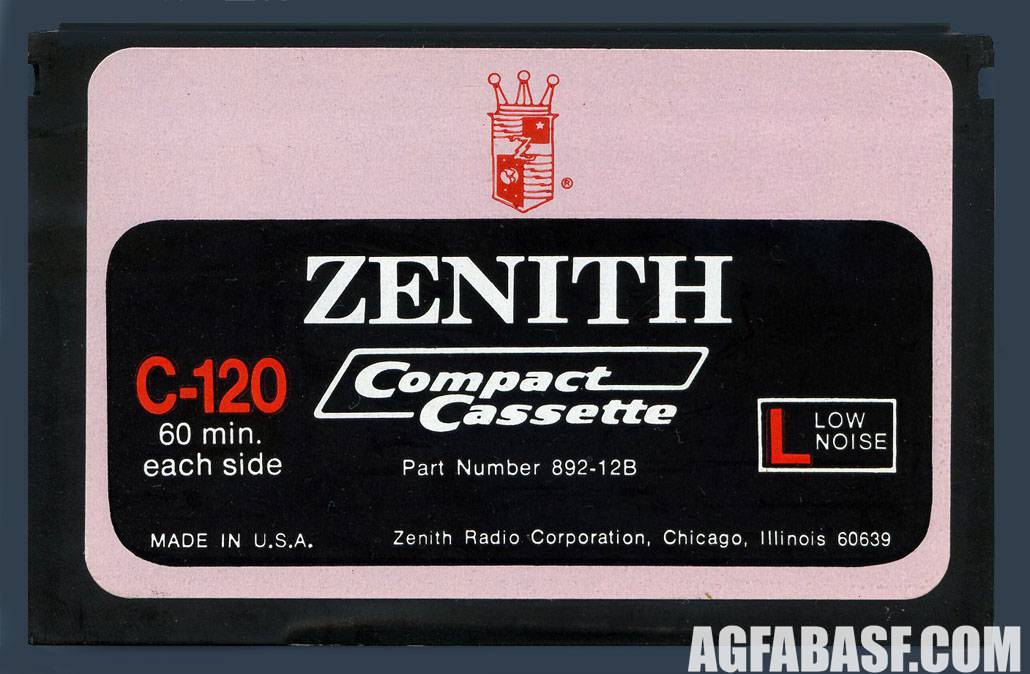 ®
ZENITH
Compact
Cassette
C-120
60 min.
each side
L LOW
NOISE
Part Number 892-12B
MADE IN U.S.A.
Zenith Radio Corporation, Chicago, Illinois 60639
AGFABASF.COM